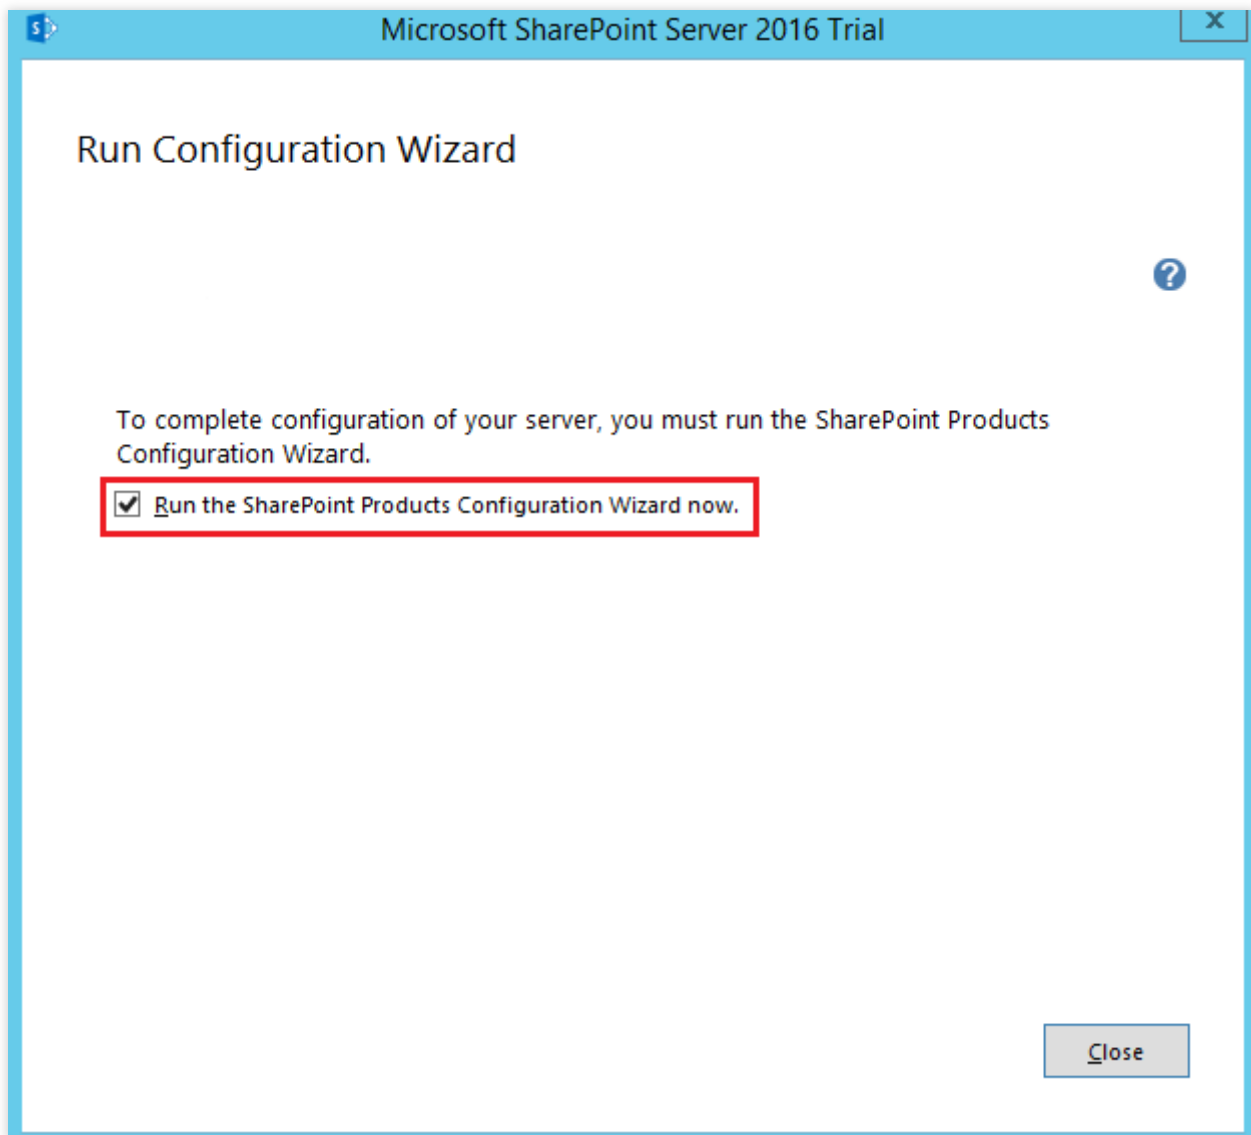 Microsoft SharePoint Server 2016 Trial
Run Configuration Wizard
To complete configuration of your server, you must run the SharePoint Products
Configuration Wizard.
Run the SharePoint Products Configuration Wizard now.
Close